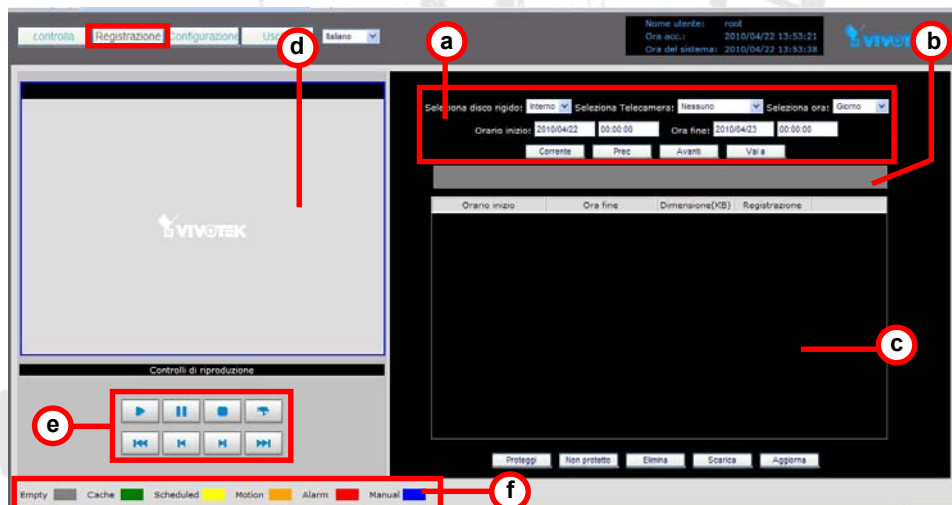 Nome utente: root
Ora acc.: 2010/04/22 13:53:21
Ora del sistema: 2010/04/22 13:53:38
controlla Registrazione Configurazione Italiano
a
b
d
Seleziona disco rigido: Interno Seleziona Telecamera: Nessuno Seleziona ora: Giorno
Orario inizio: 2010/04/22 00:00:00 Ora fine: 2010/04/23 00:00:00
Corrente Prec Avanti Vai a
Orario inizio Ora fine Dimensione(KB) Registrazione
VIVOTEK
c
Controlli di riproduzione
e
Proteggi Non protetto Elimina Scarica Aggiorna
Empty Cache Scheduled Motion Alarm Manual
f